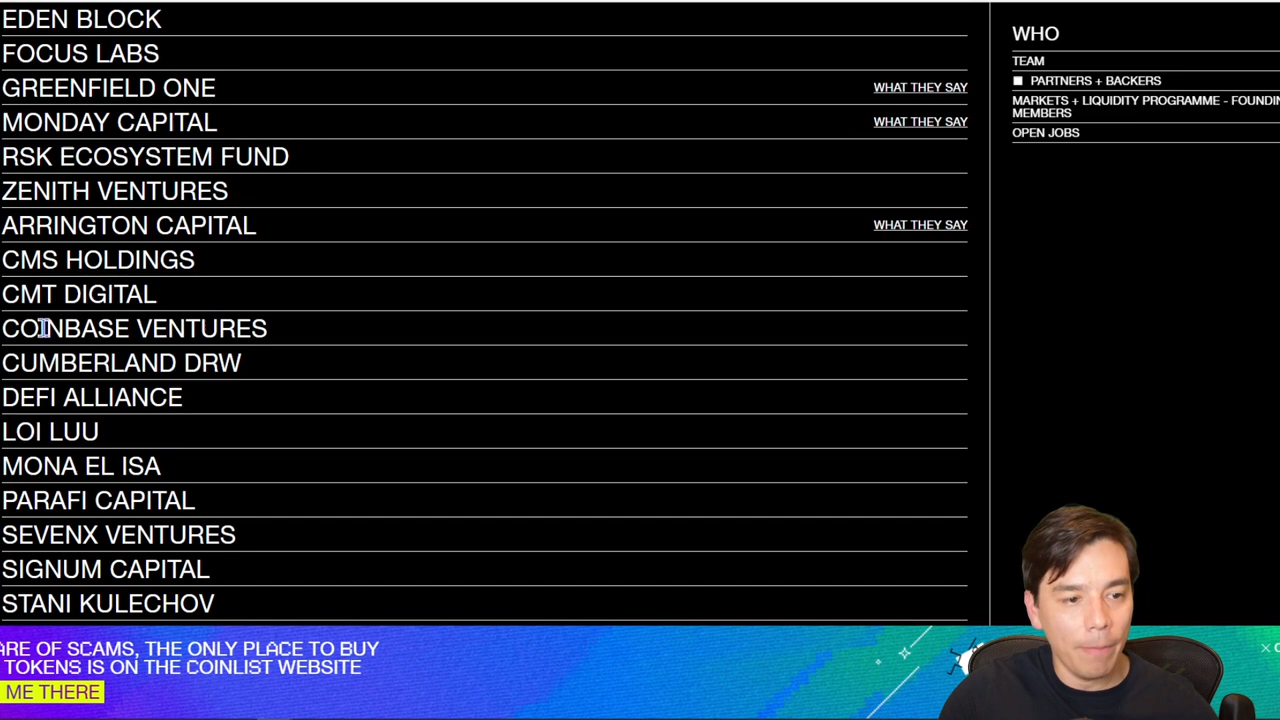 EDEN BLOCK
FOCUS LABS
GREENFIELD ONE
WHAT THEY SAY
MONDAY CAPITAL
WHAT THEY SAY
RSK ECOSYSTEM FUND
ZENITH VENTURES
ARRINGTON CAPITAL
WHAT THEY SAY
CMS HOLDINGS
CMT DIGITAL
COINBASE VENTURES
CUMBERLAND DRW
DEFI ALLIANCE
LOI LUU
MONA EL ISA
PARAFI CAPITAL
SEVENX VENTURES
SIGNUM CAPITAL
STANI KULECHOV
WHO
TEAM
PARTNERS + BACKERS
MARKETS + LIQUIDITY PROGRAMME - FOUNDIN
MEMBERS
OPEN JOBS
ARE OF SCAMS, THE ONLY PLACE TO BUY
TOKENS IS ON THE COINLIST WEBSITE
ME THERE